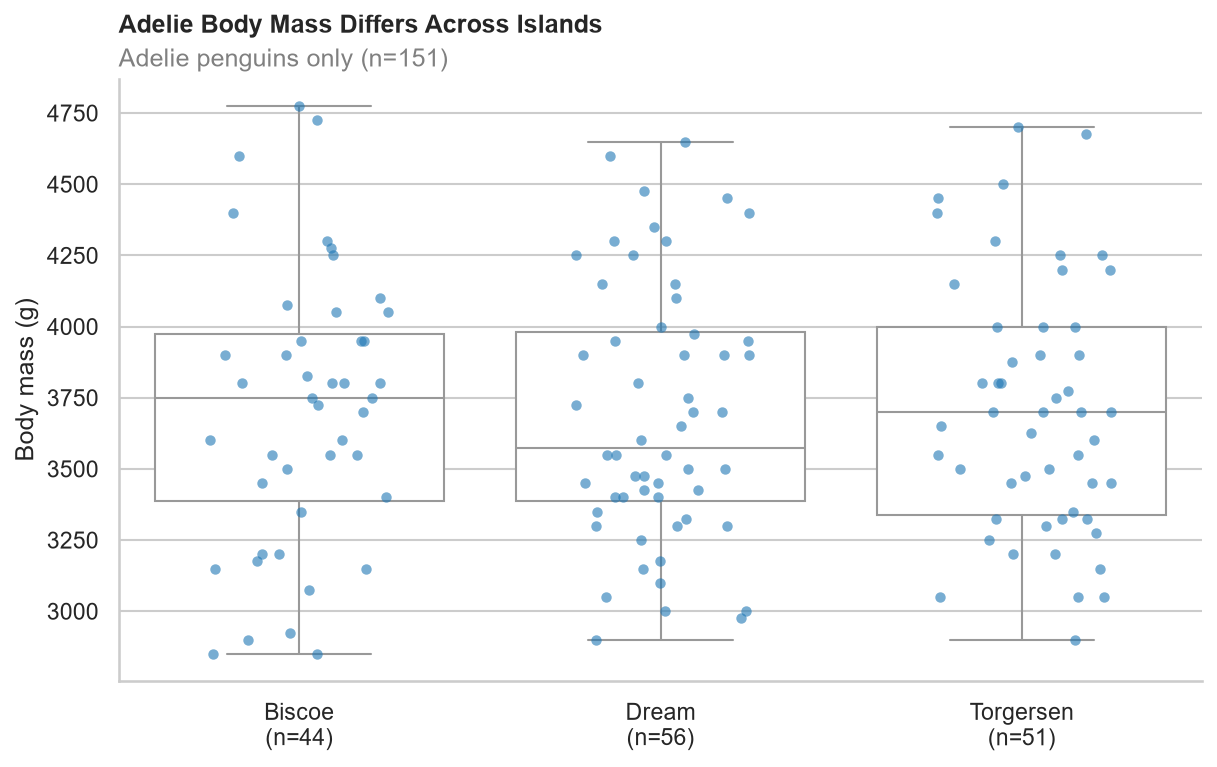 Adelie Body Mass Differs Across Islands
Adelie penguins only (n=151)
Body mass (g)
4750
4500
4250
4000
3750
3500
3250
3000
Biscoe
(n=44)
Dream
(n=56)
Torgersen
(n=51)